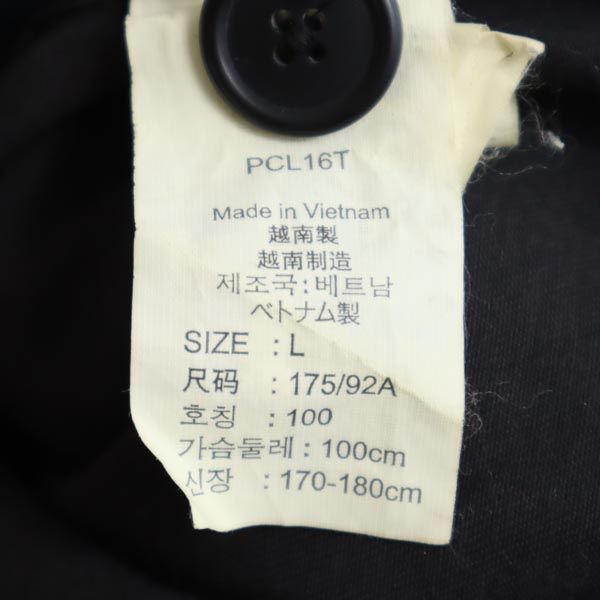 PCL16T
Made in Vietnam
越南製
越南制造
제조국:베트남
ベトナム製
SIZE : L
尺码 : 175/92A
호칭 : 100
가슴둘레 : 100cm
신장 : 170-180cm